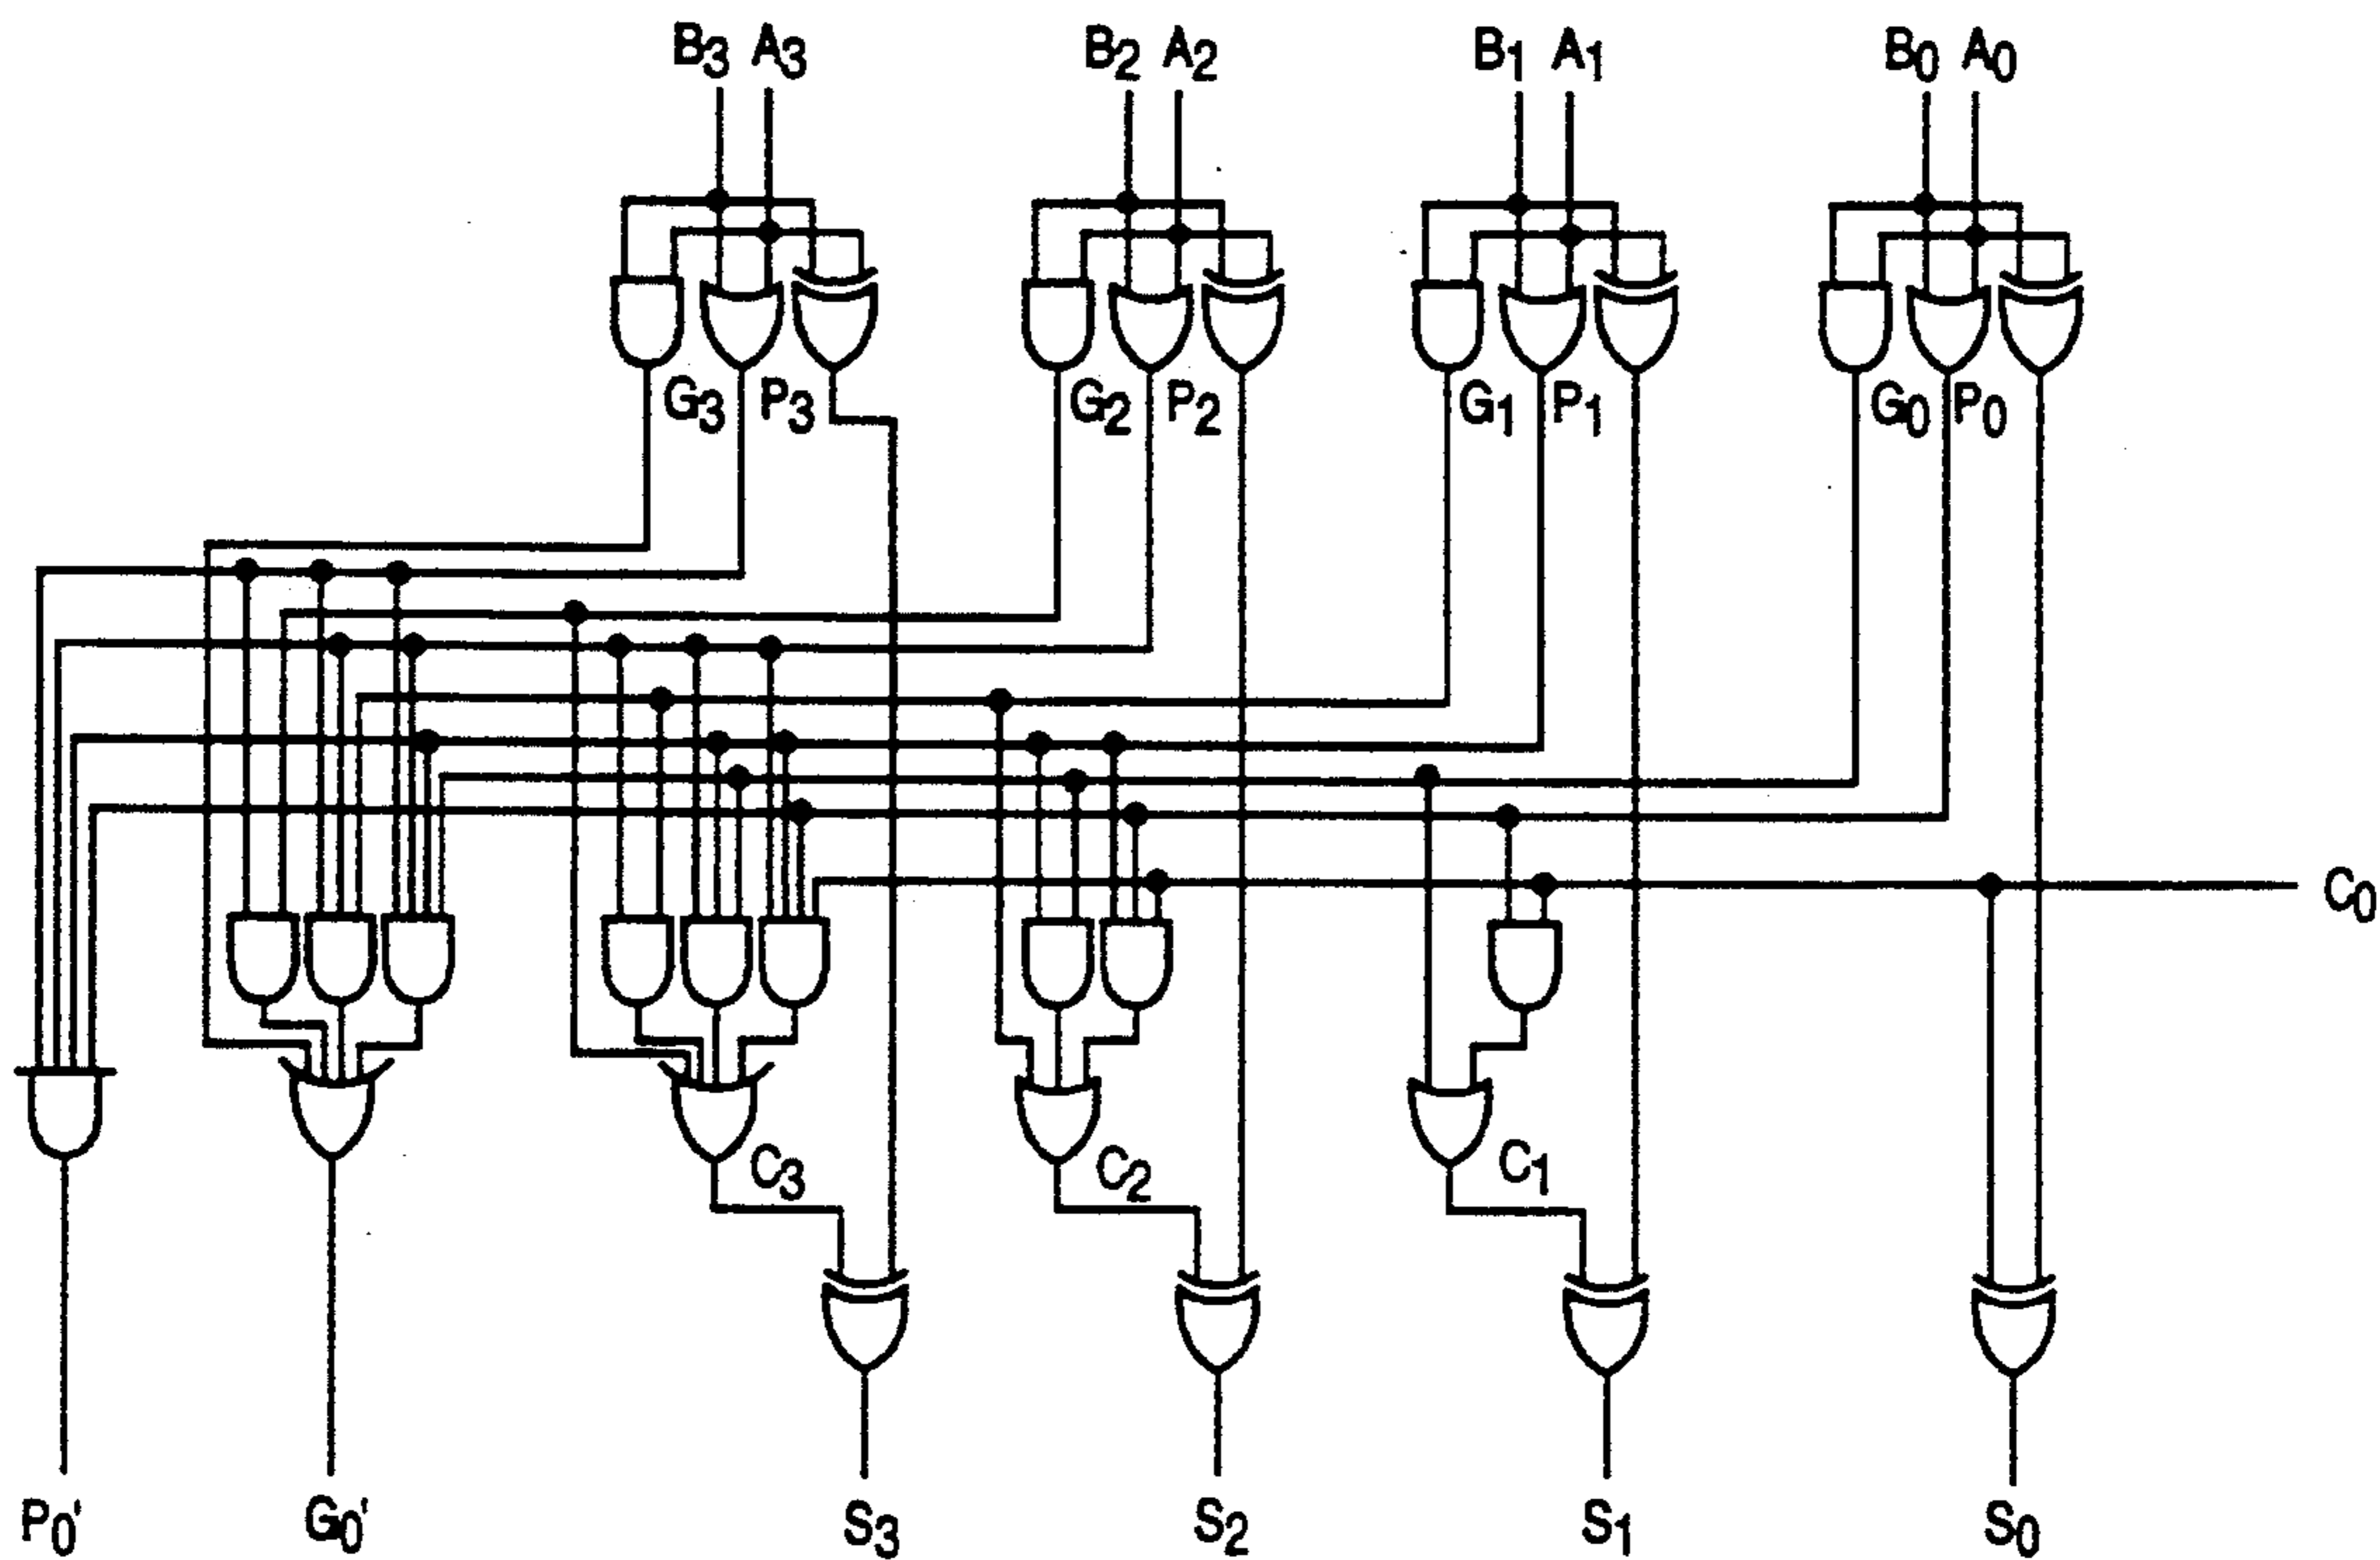 B3 A3 B2 A2 B1 A1 B0 A0
G3 P3 G2 P2 G1 P1 G0 P0
C0
C3 C2 C1
P0' G0' S3 S2 S1 S0